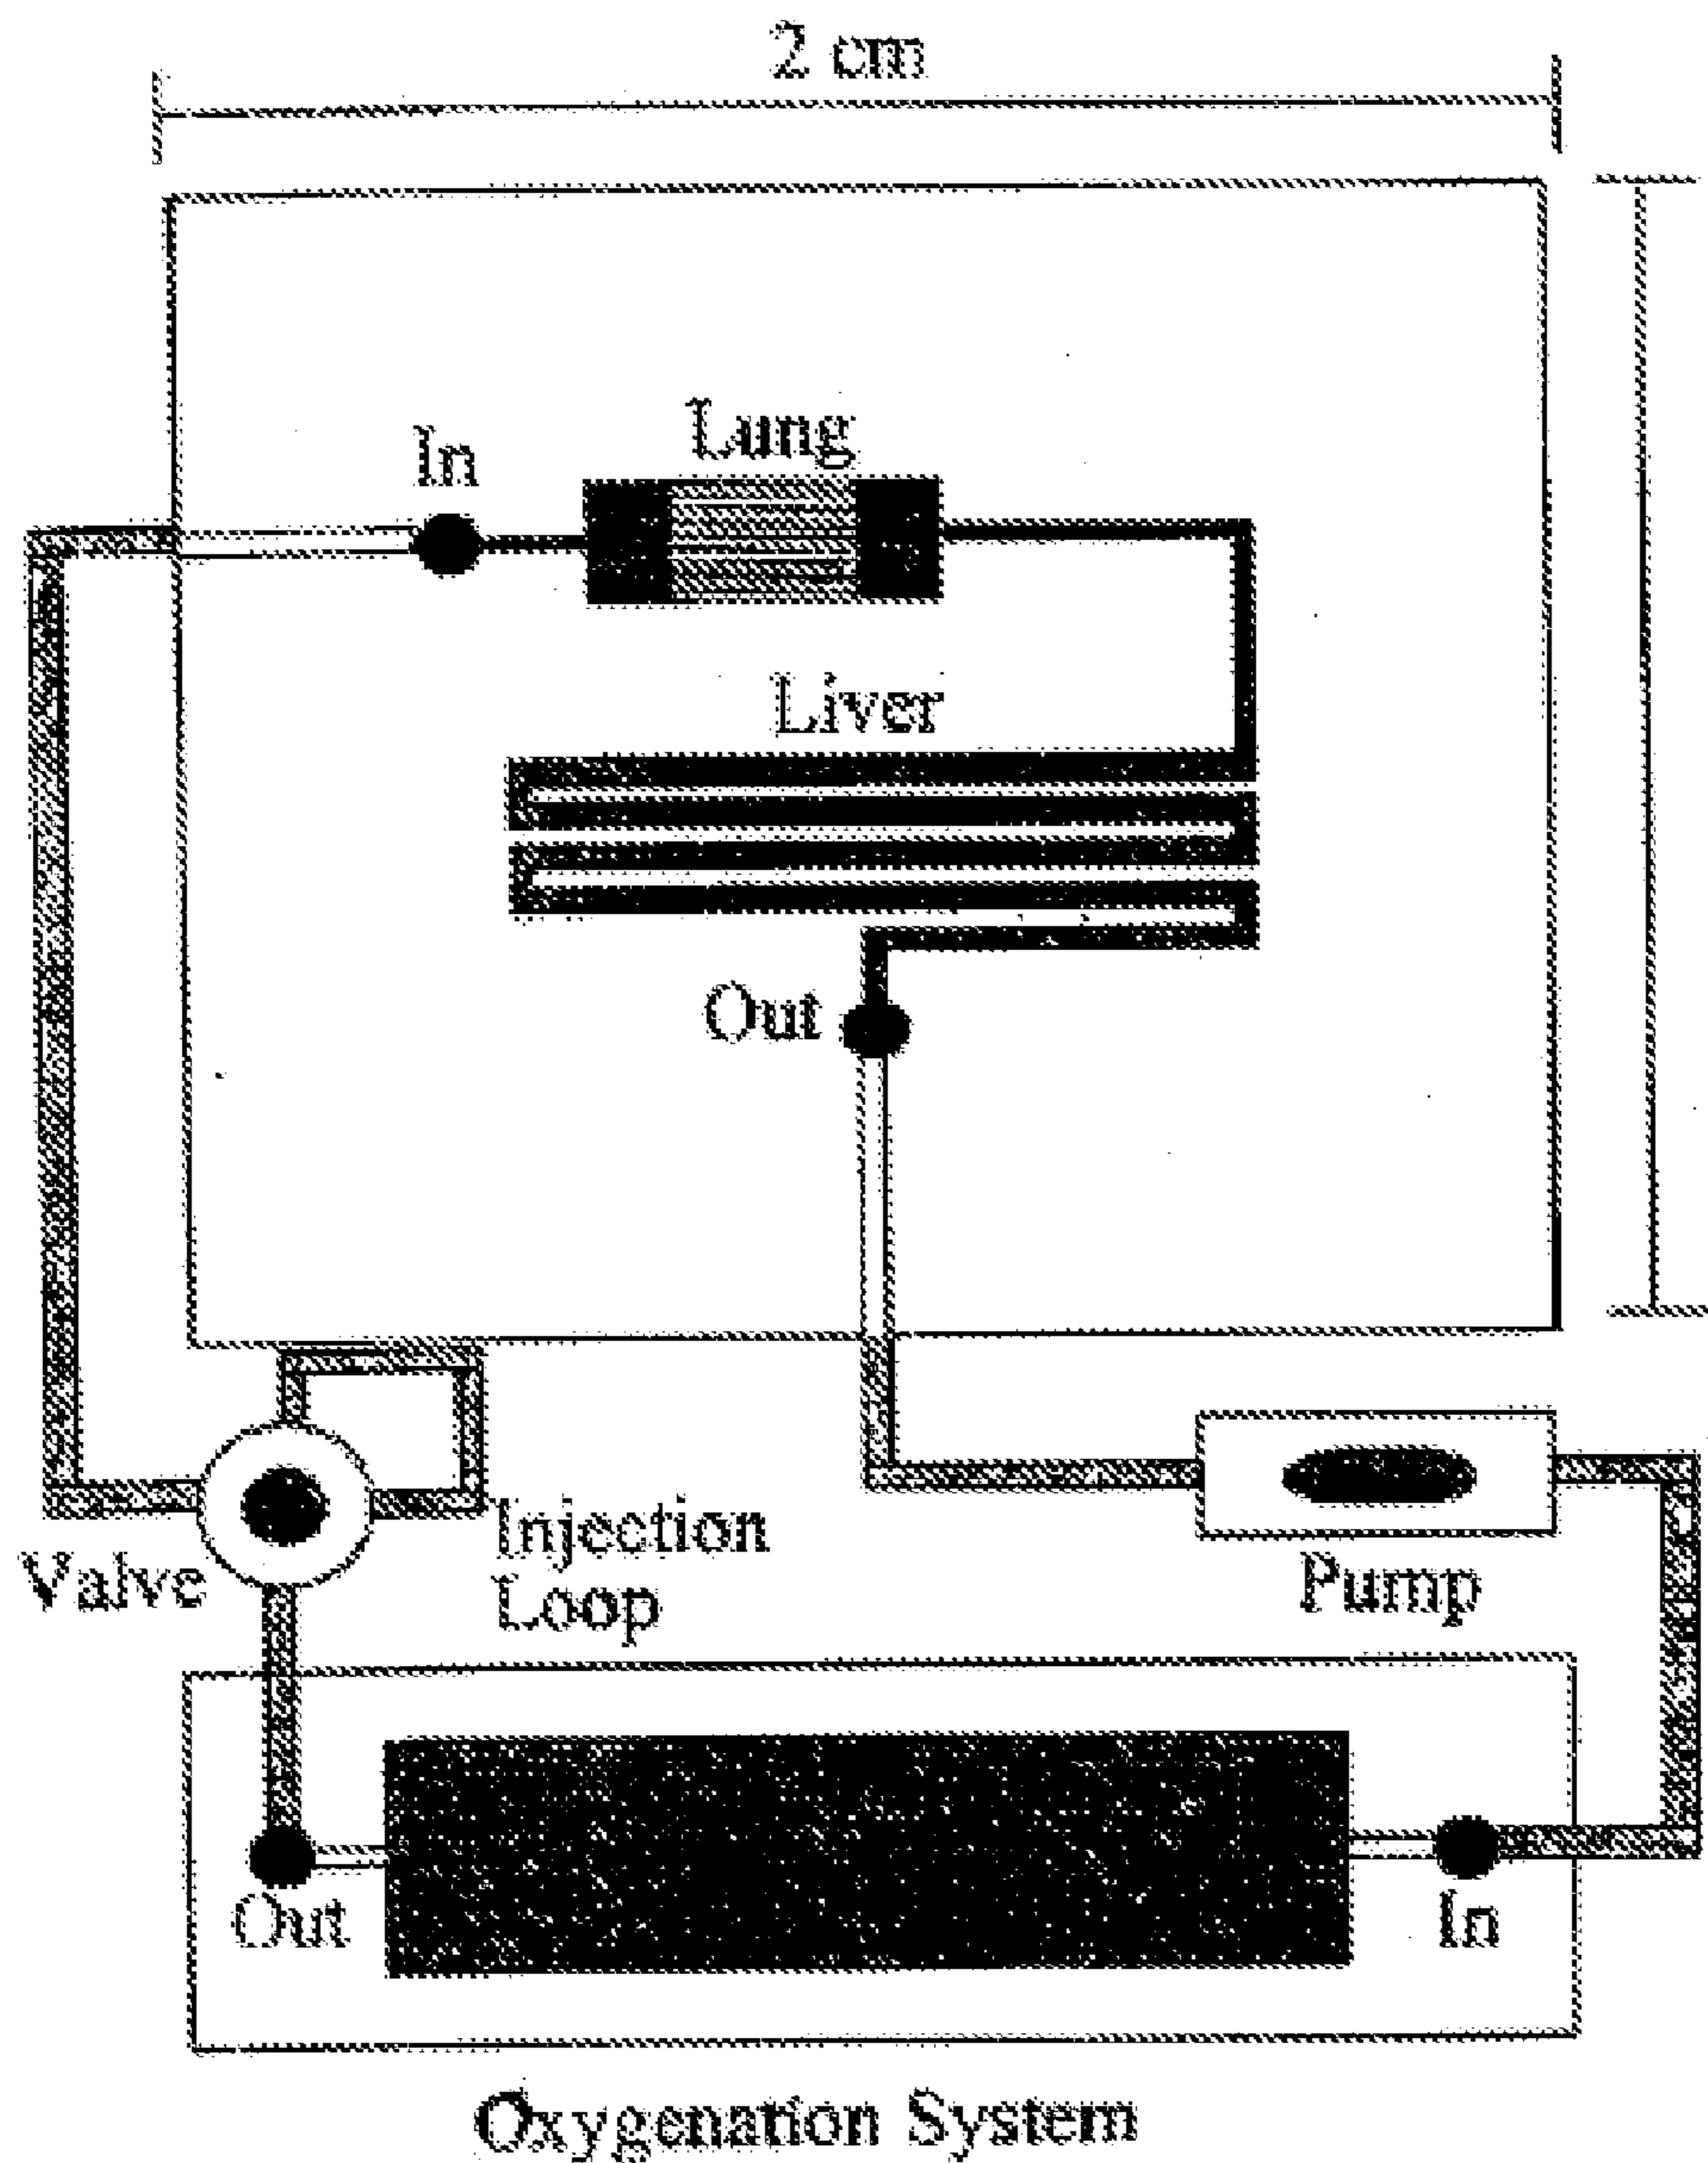 2 cm
In
Lung
Liver
Out
Injection
Loop
Valve
Pump
Out
In
Oxygenation System